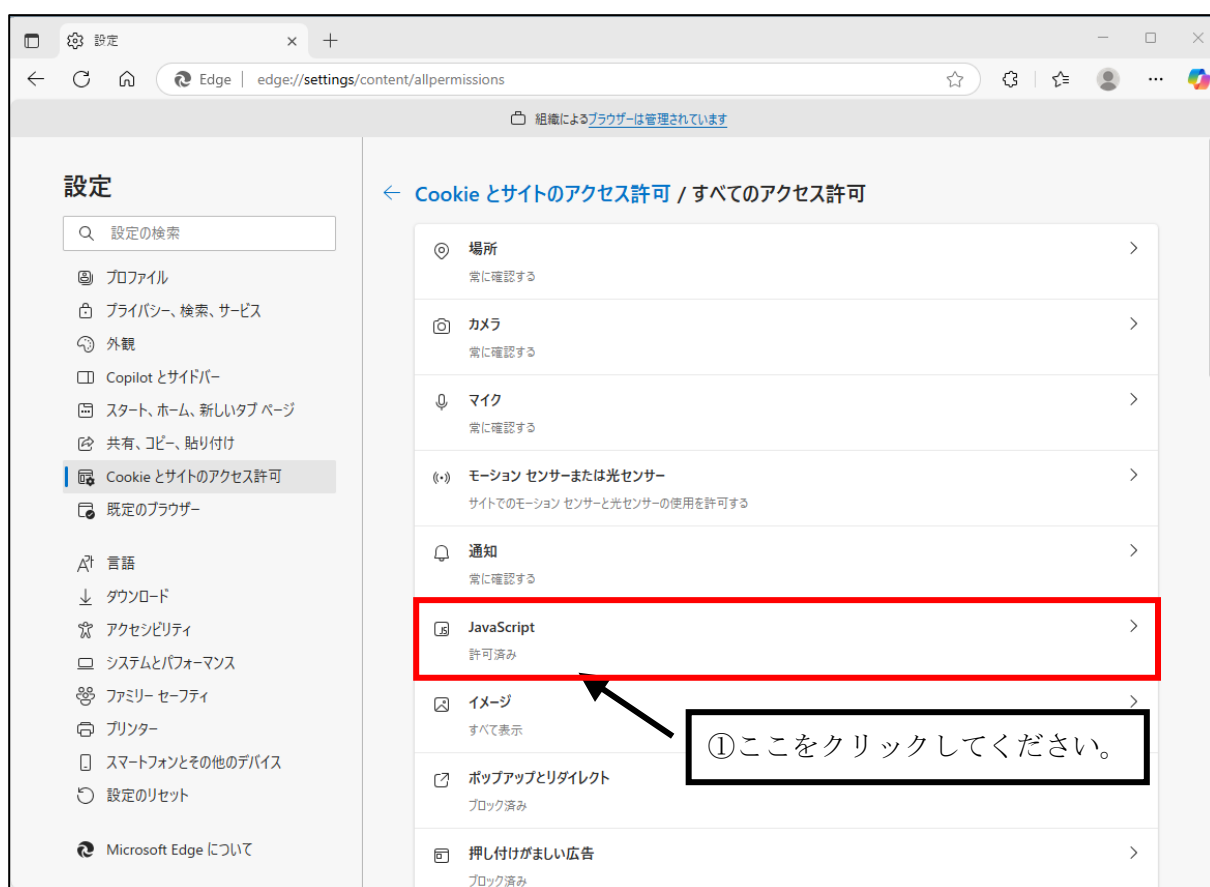 設定
Edge
edge://settings/content/allpermissions
組織によるブラウザーは管理されています
設定
設定の検索
プロファイル
プライバシー、検索、サービス
外観
Copilot とサイドバー
スタート、ホーム、新しいタブ ページ
共有、コピー、貼り付け
Cookie とサイトのアクセス許可
既定のブラウザー
言語
ダウンロード
アクセシビリティ
システムとパフォーマンス
ファミリー セーフティ
プリンター
スマートフォンとその他のデバイス
設定のリセット
Microsoft Edge について
Cookie とサイトのアクセス許可 / すべてのアクセス許可
場所
常に確認する
カメラ
常に確認する
マイク
常に確認する
モーション センサーまたは光センサー
サイトでのモーション センサーと光センサーの使用を許可する
通知
常に確認する
JavaScript
許可済み
イメージ
すべて表示
①ここをクリックしてください。
ポップアップとリダイレクト
ブロック済み
押し付けがましい広告
ブロック済み